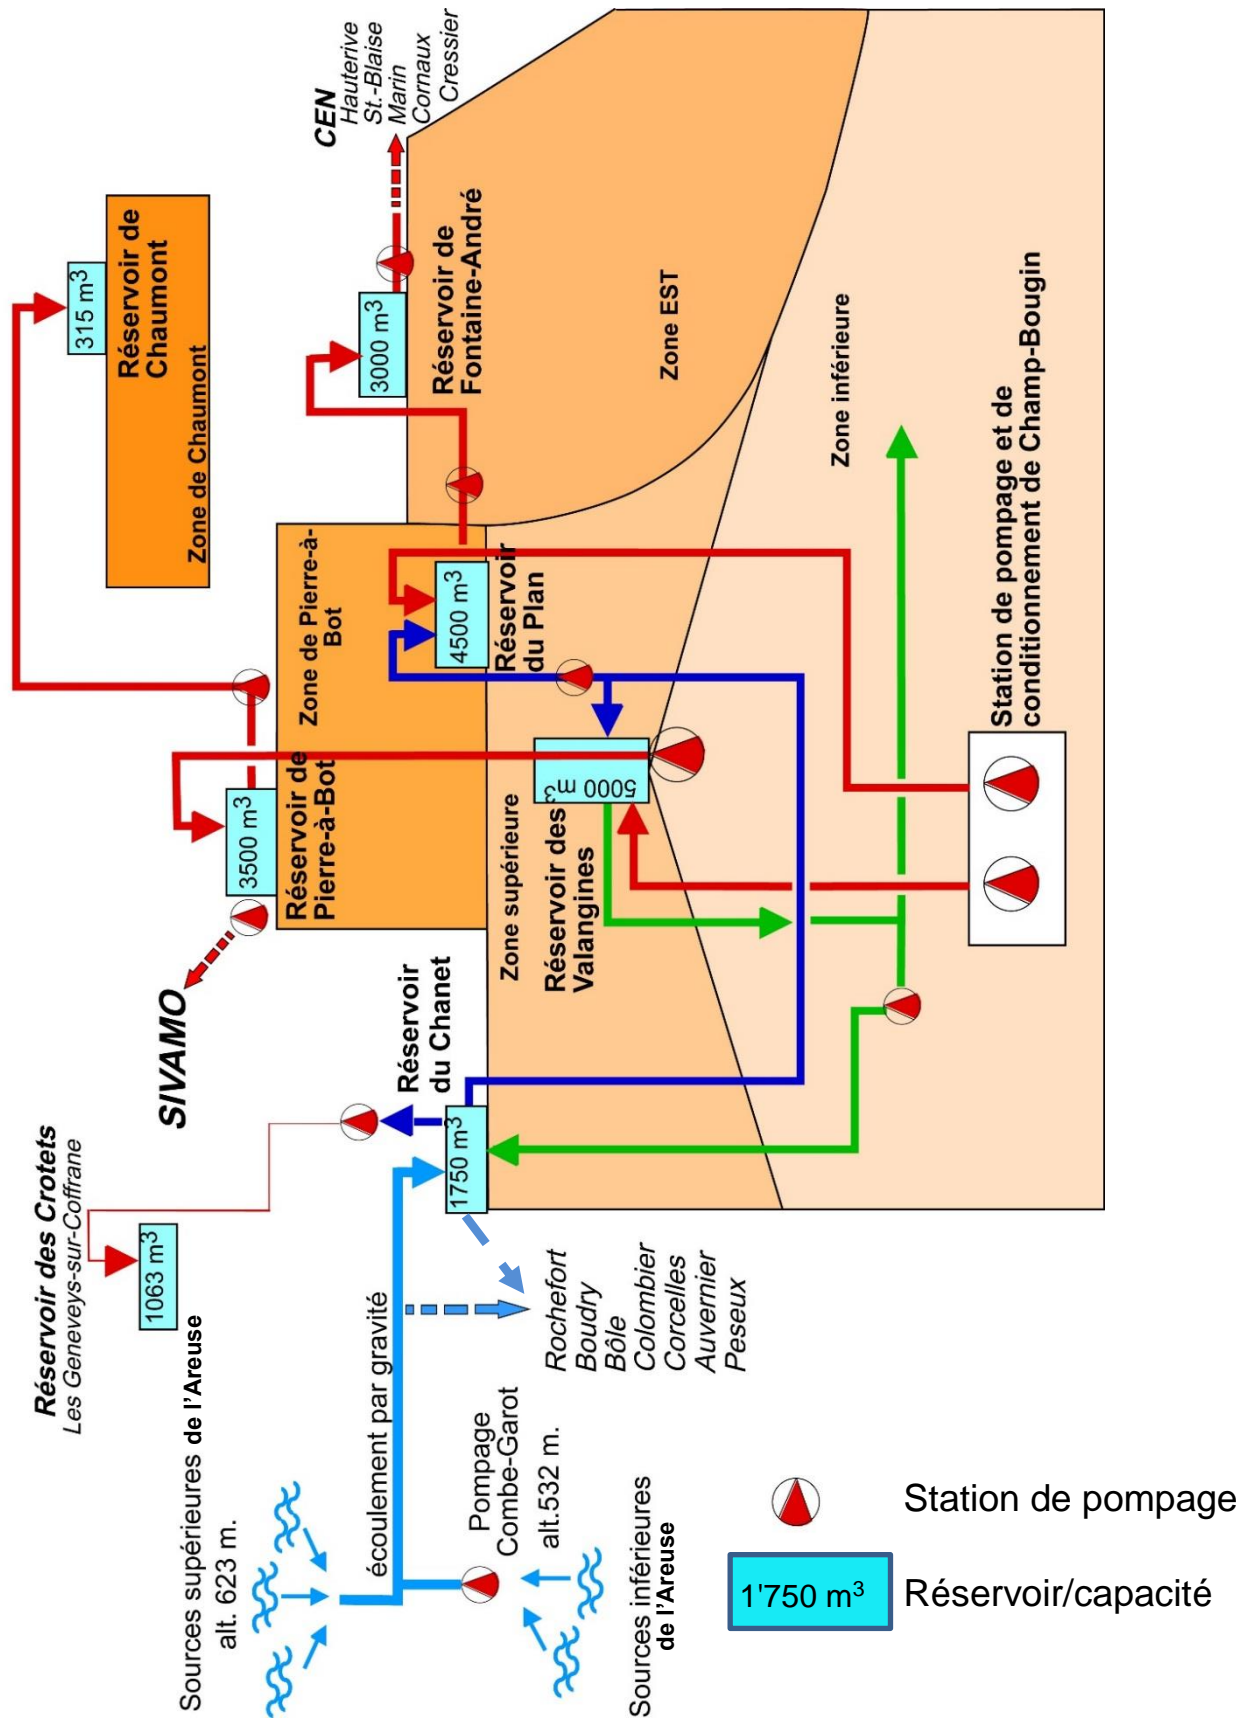 Réservoir des Crotets
Les Geneveys-sur-Coffrane
1063 m³
Sources supérieures de l'Areuse
alt. 623 m.
écoulement par gravité
Pompage
Combe-Garot
alt.532 m.
Sources inférieures
de l'Areuse
Rochefort
Boudry
Bôle
Colombier
Corcelles
Auvernier
Peseux
SIVAMO
Réservoir
du Chanet
1750 m³
3500 m³
Réservoir de
Pierre-à-Bot
Zone de Pierre-à-
Bot
Zone supérieure
Réservoir des
Valangines
5000
m³
4500 m³
Réservoir
du Plan
315 m³
Réservoir de
Chaumont
Zone de Chaumont
CEN
Hauterive
St.-Blaise
Marin
Cornaux
Cressier
3000 m³
Réservoir de
Fontaine-André
Zone EST
Zone inférieure
Station de pompage et de
conditionnement de Champ-Bougin
Station de pompage
1'750 m³
Réservoir/capacité